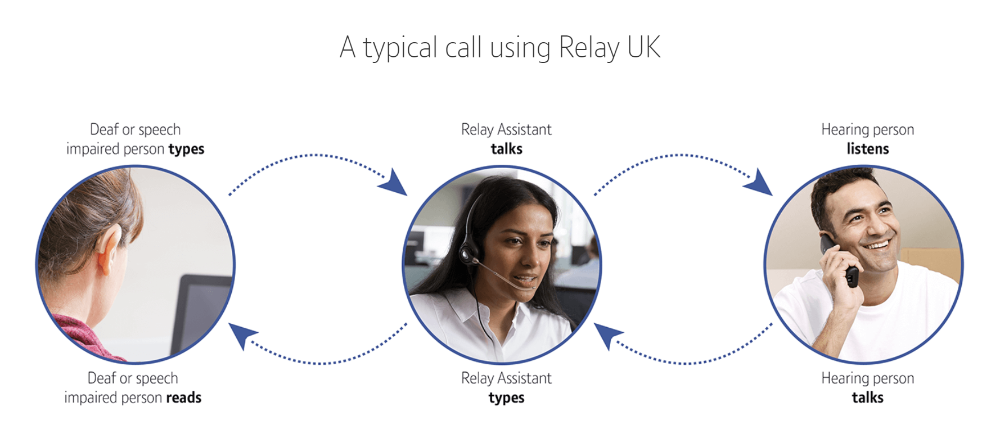 A typical call using Relay UK
Deaf or speech
impaired person types
Relay Assistant
talks
Hearing person
listens
Deaf or speech
impaired person reads
Relay Assistant
types
Hearing person
talks